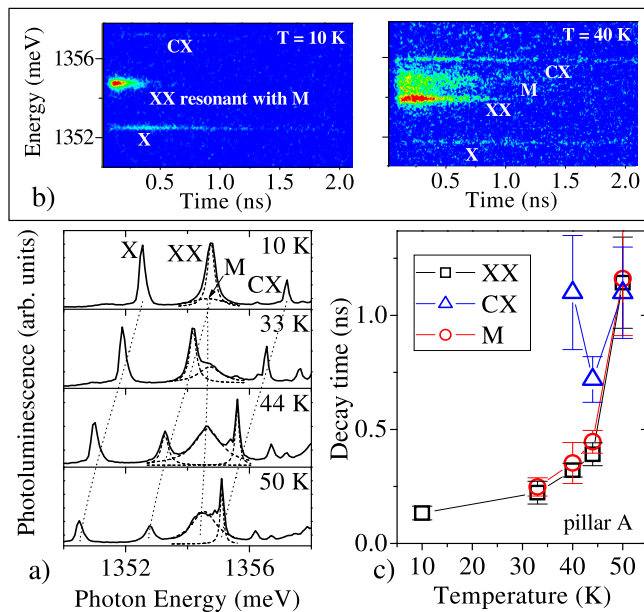 T = 10 K
CX
XX resonant with M
X
T = 40 K
CX
M
XX
X
Energy (meV)
1356
1352
0.5 1.0 1.5 2.0
Time (ns)
0.5 1.0 1.5 2.0
Time (ns)
b)
X
XX
M
CX
10 K
33 K
44 K
50 K
Photoluminescence (arb. units)
1352 1356
Photon Energy (meV)
a)
XX
CX
M
Decay time (ns)
1.0
0.5
0.0
pillar A
10 20 30 40 50
Temperature (K)
c)